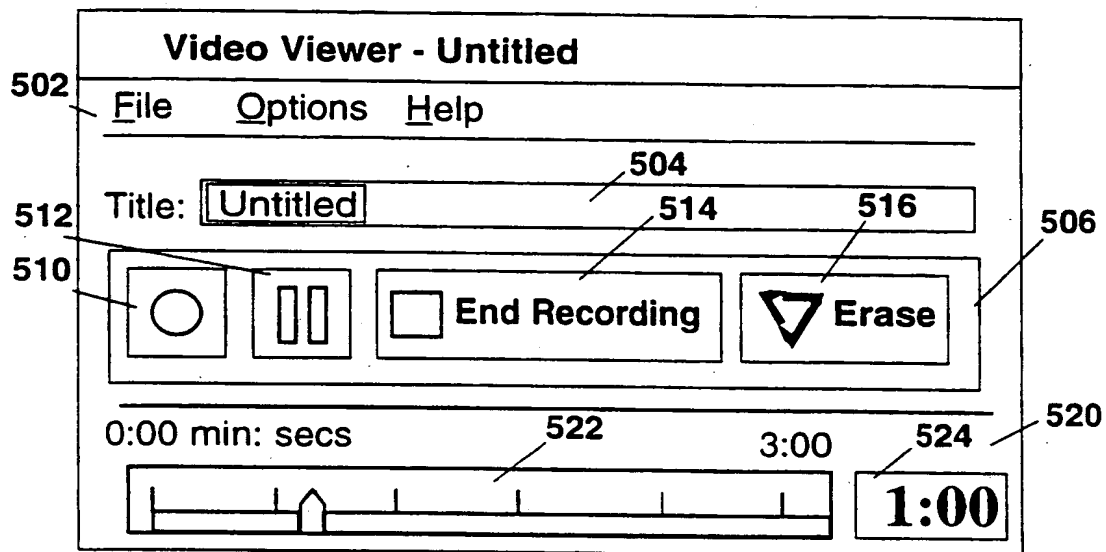 Video Viewer - Untitled
502
File Options Help
504
Title: Untitled
514 516
512 506
510
End Recording Erase
0:00 min: secs 522 3:00 524 520
1:00